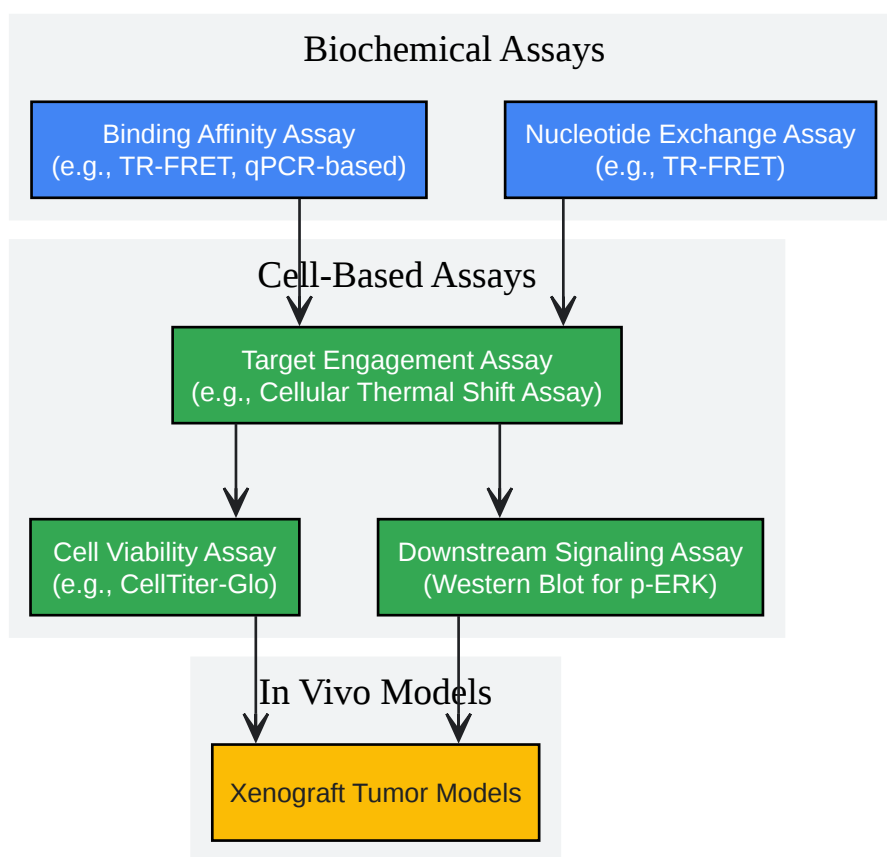 Biochemical Assays
Binding Affinity Assay
(e.g., TR-FRET, qPCR-based)
Nucleotide Exchange Assay
(e.g., TR-FRET)
Cell-Based Assays
Target Engagement Assay
(e.g., Cellular Thermal Shift Assay)
Cell Viability Assay
(e.g., CellTiter-Glo)
Downstream Signaling Assay
(Western Blot for p-ERK)
In Vivo Models
Xenograft Tumor Models